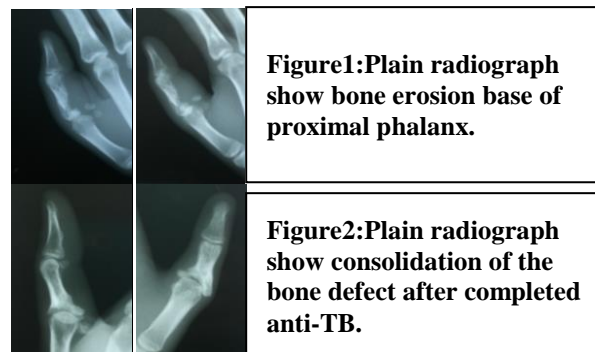 Figure1:Plain radiograph
show bone erosion base of
proximal phalanx.
Figure2:Plain radiograph
show consolidation of the
bone defect after completed
anti-TB.